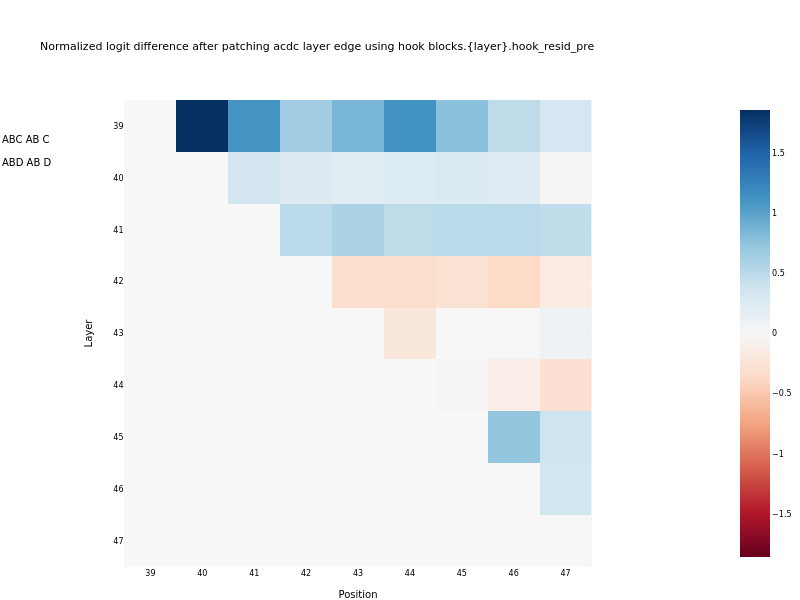 Normalized logit difference after patching acdc layer edge using hook blocks.{layer}.hook_resid_pre
ABC AB C
ABD AB D
Layer
39
40
41
42
43
44
45
46
47
39 40 41 42 43 44 45 46 47
Position
1.5
1
0.5
0
−0.5
−1
−1.5